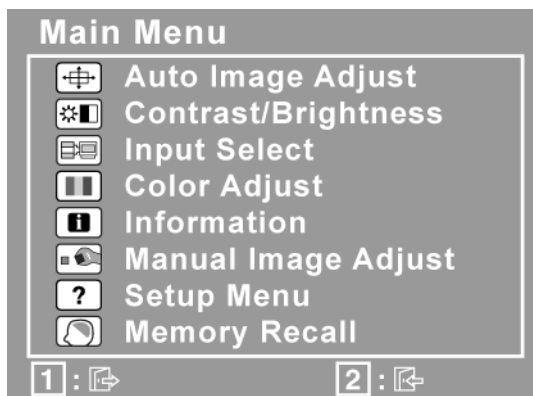 Main Menu
Auto Image Adjust
Contrast/Brightness
Input Select
Color Adjust
i Information
Manual Image Adjust
? Setup Menu
Memory Recall
1 : 2 :